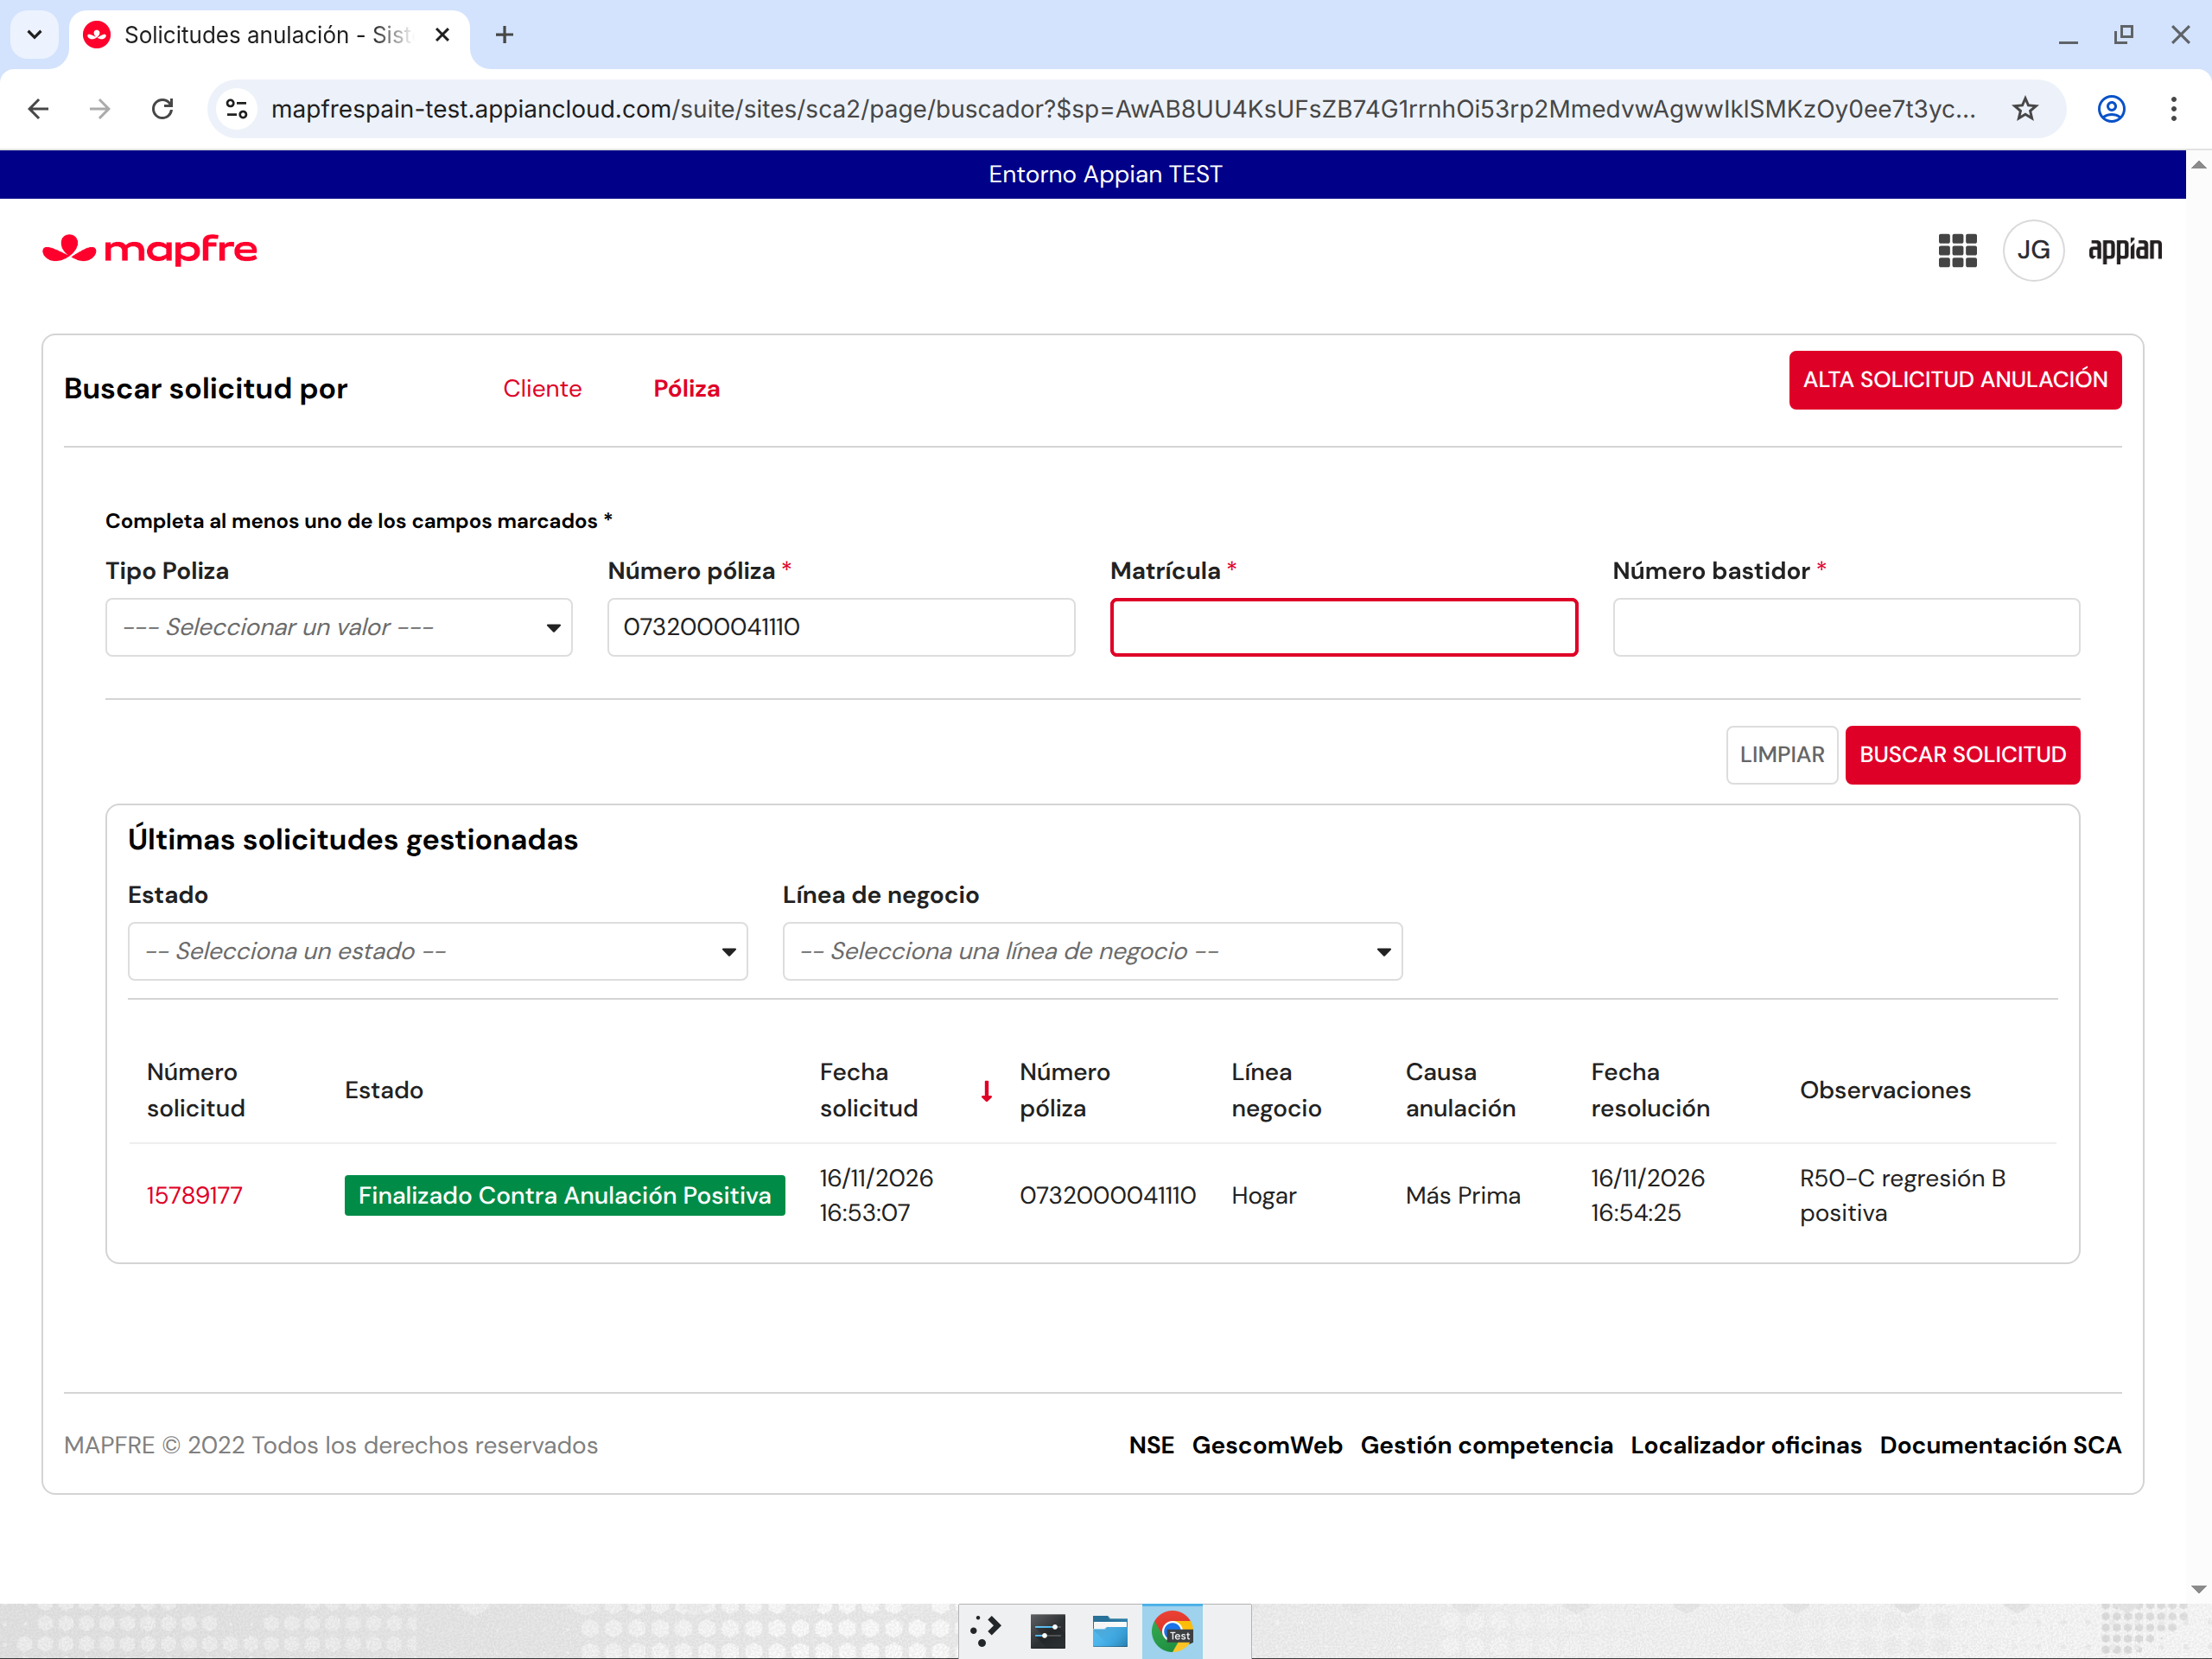 Solicitudes anulación - Sist
mapfrespain-test.appiancloud.com/suite/sites/sca2/page/buscador?$sp=AwAB8UU4KsUFsZB74G1rrnhOi53rp2MmedvwAgwwIklSMKzOy0ee7t3yc...
Entorno Appian TEST
mapfre
JG
appian
Buscar solicitud por
Cliente
Póliza
ALTA SOLICITUD ANULACIÓN
Completa al menos uno de los campos marcados *
Tipo Poliza
Número póliza *
Matrícula *
Número bastidor *
--- Seleccionar un valor ---
0732000041110
LIMPIAR
BUSCAR SOLICITUD
Últimas solicitudes gestionadas
Estado
Línea de negocio
-- Selecciona un estado --
-- Selecciona una línea de negocio --
Número solicitud
Estado
Fecha solicitud
Número póliza
Línea negocio
Causa anulación
Fecha resolución
Observaciones
15789177
Finalizado Contra Anulación Positiva
16/11/2026 16:53:07
0732000041110
Hogar
Más Prima
16/11/2026 16:54:25
R50-C regresión B positiva
MAPFRE © 2022 Todos los derechos reservados
NSE
GescomWeb
Gestión competencia
Localizador oficinas
Documentación SCA
Test